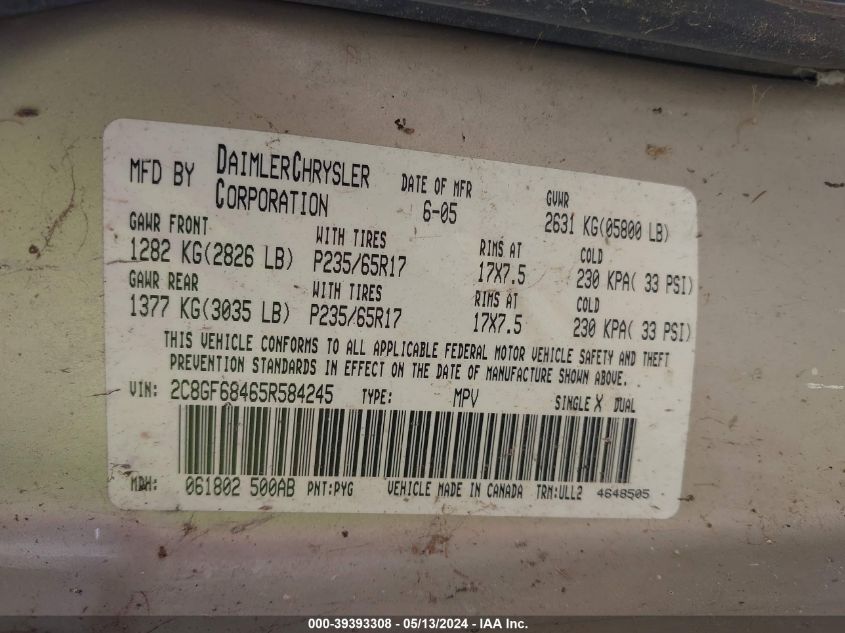 MFD BY DAIMLERCHRYSLER CORPORATION DATE OF MFR 6-05 GVWR 2631 KG(05800 LB)
GAWR FRONT WITH TIRES RIMS AT COLD
1282 KG(2826 LB) P235/65R17 17X7.5 230 KPA( 33 PSI)
GAWR REAR WITH TIRES RIMS AT COLD
1377 KG(3035 LB) P235/65R17 17X7.5 230 KPA( 33 PSI)
THIS VEHICLE CONFORMS TO ALL APPLICABLE FEDERAL MOTOR VEHICLE SAFETY AND THEFT
PREVENTION STANDARDS IN EFFECT ON THE DATE OF MANUFACTURE SHOWN ABOVE.
VIN: 2C8GF68465R584245 TYPE: MPV SINGLE X DUAL
MDH: 061802 500AB PNT:PYG VEHICLE MADE IN CANADA TRM:ULL2 4648505
000-39393308 - 05/13/2024 - IAA Inc.